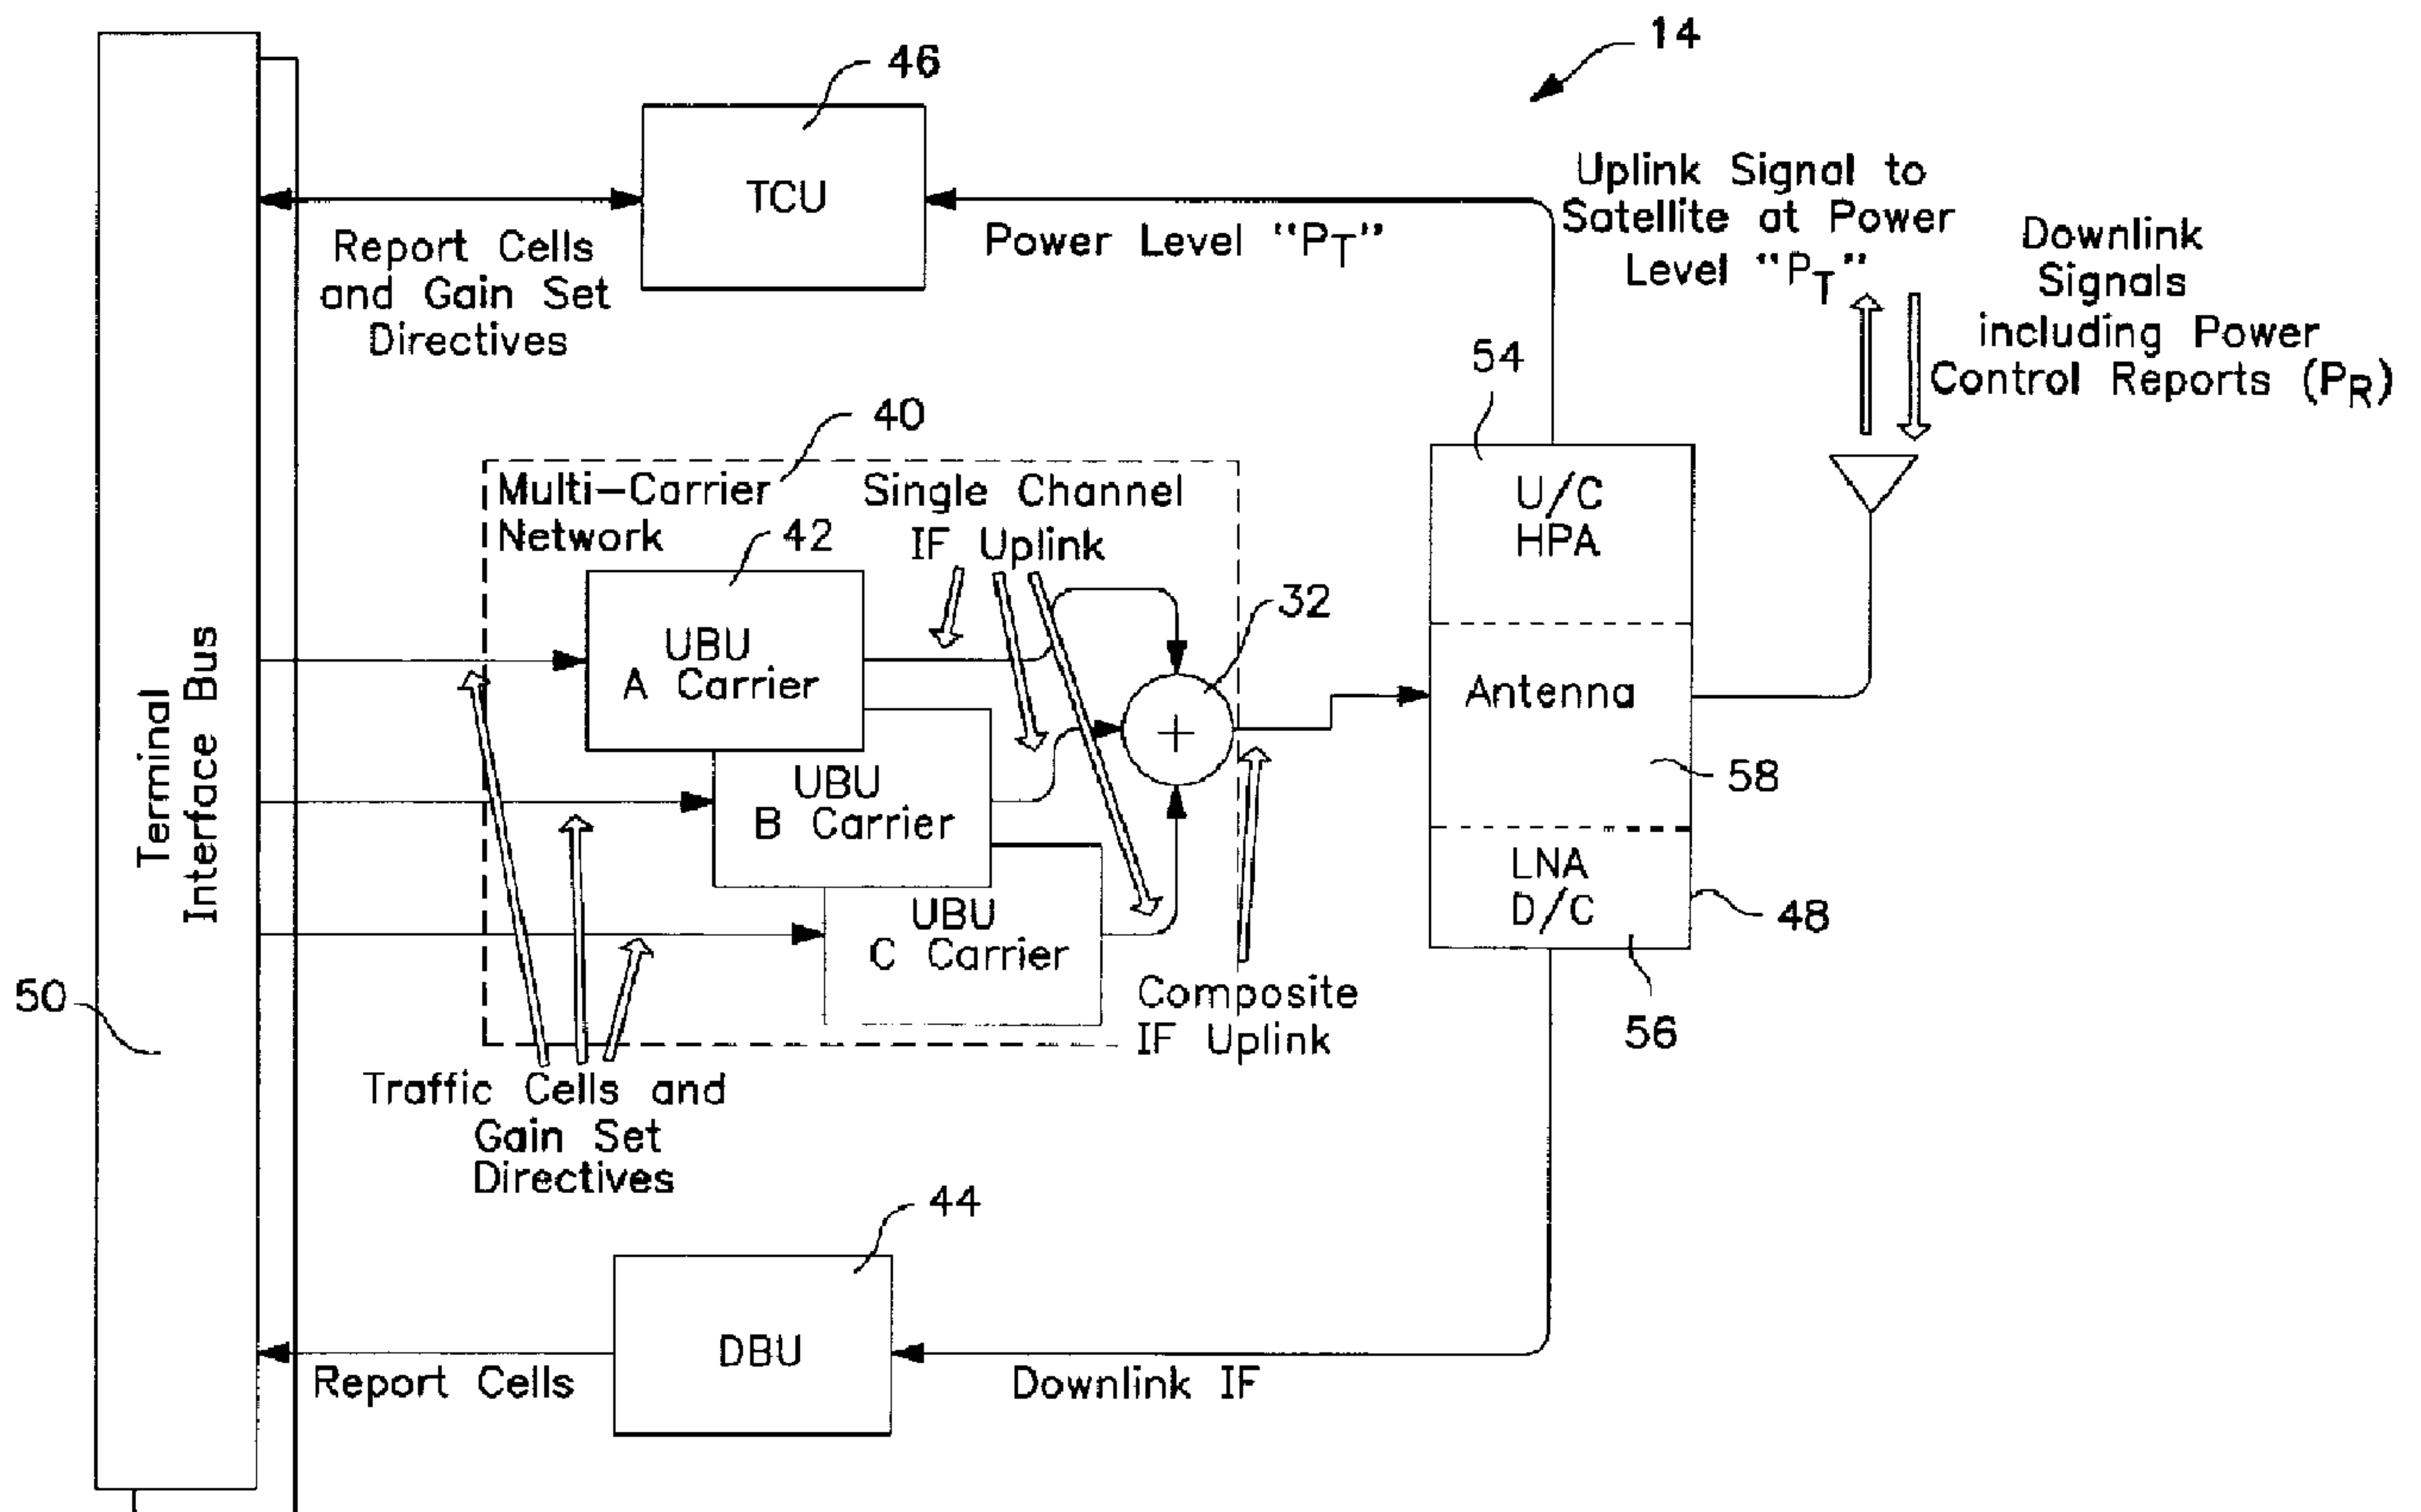 14
46
TCU
Report Cells
and Gain Set
Directives
Power Level "PT"
Uplink Signal to
Satellite at Power
Level "PT"
Downlink
Signals
including Power
Control Reports (PR)
54
40
Multi-Carrier
Network
Single Channel
IF Uplink
42
U/C
HPA
32
UBU
A Carrier
Antenna
58
UBU
B Carrier
LNA
D/C
48
UBU
C Carrier
56
Composite
IF Uplink
Terminal
Interface Bus
50
Traffic Cells and
Gain Set
Directives
44
DBU
Report Cells
Downlink IF
+